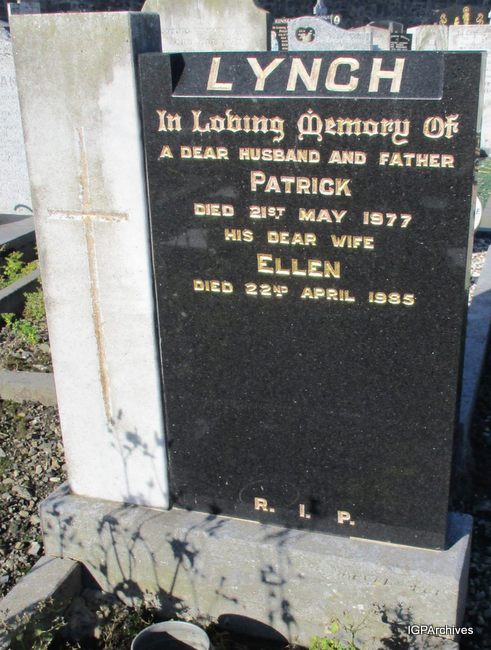 LYNCH
In Loving Memory Of
A DEAR HUSBAND AND FATHER
PATRICK
DIED 21ST MAY 1977
HIS DEAR WIFE
ELLEN
DIED 22ND APRIL 1985
R. I. P.
IGPArchives